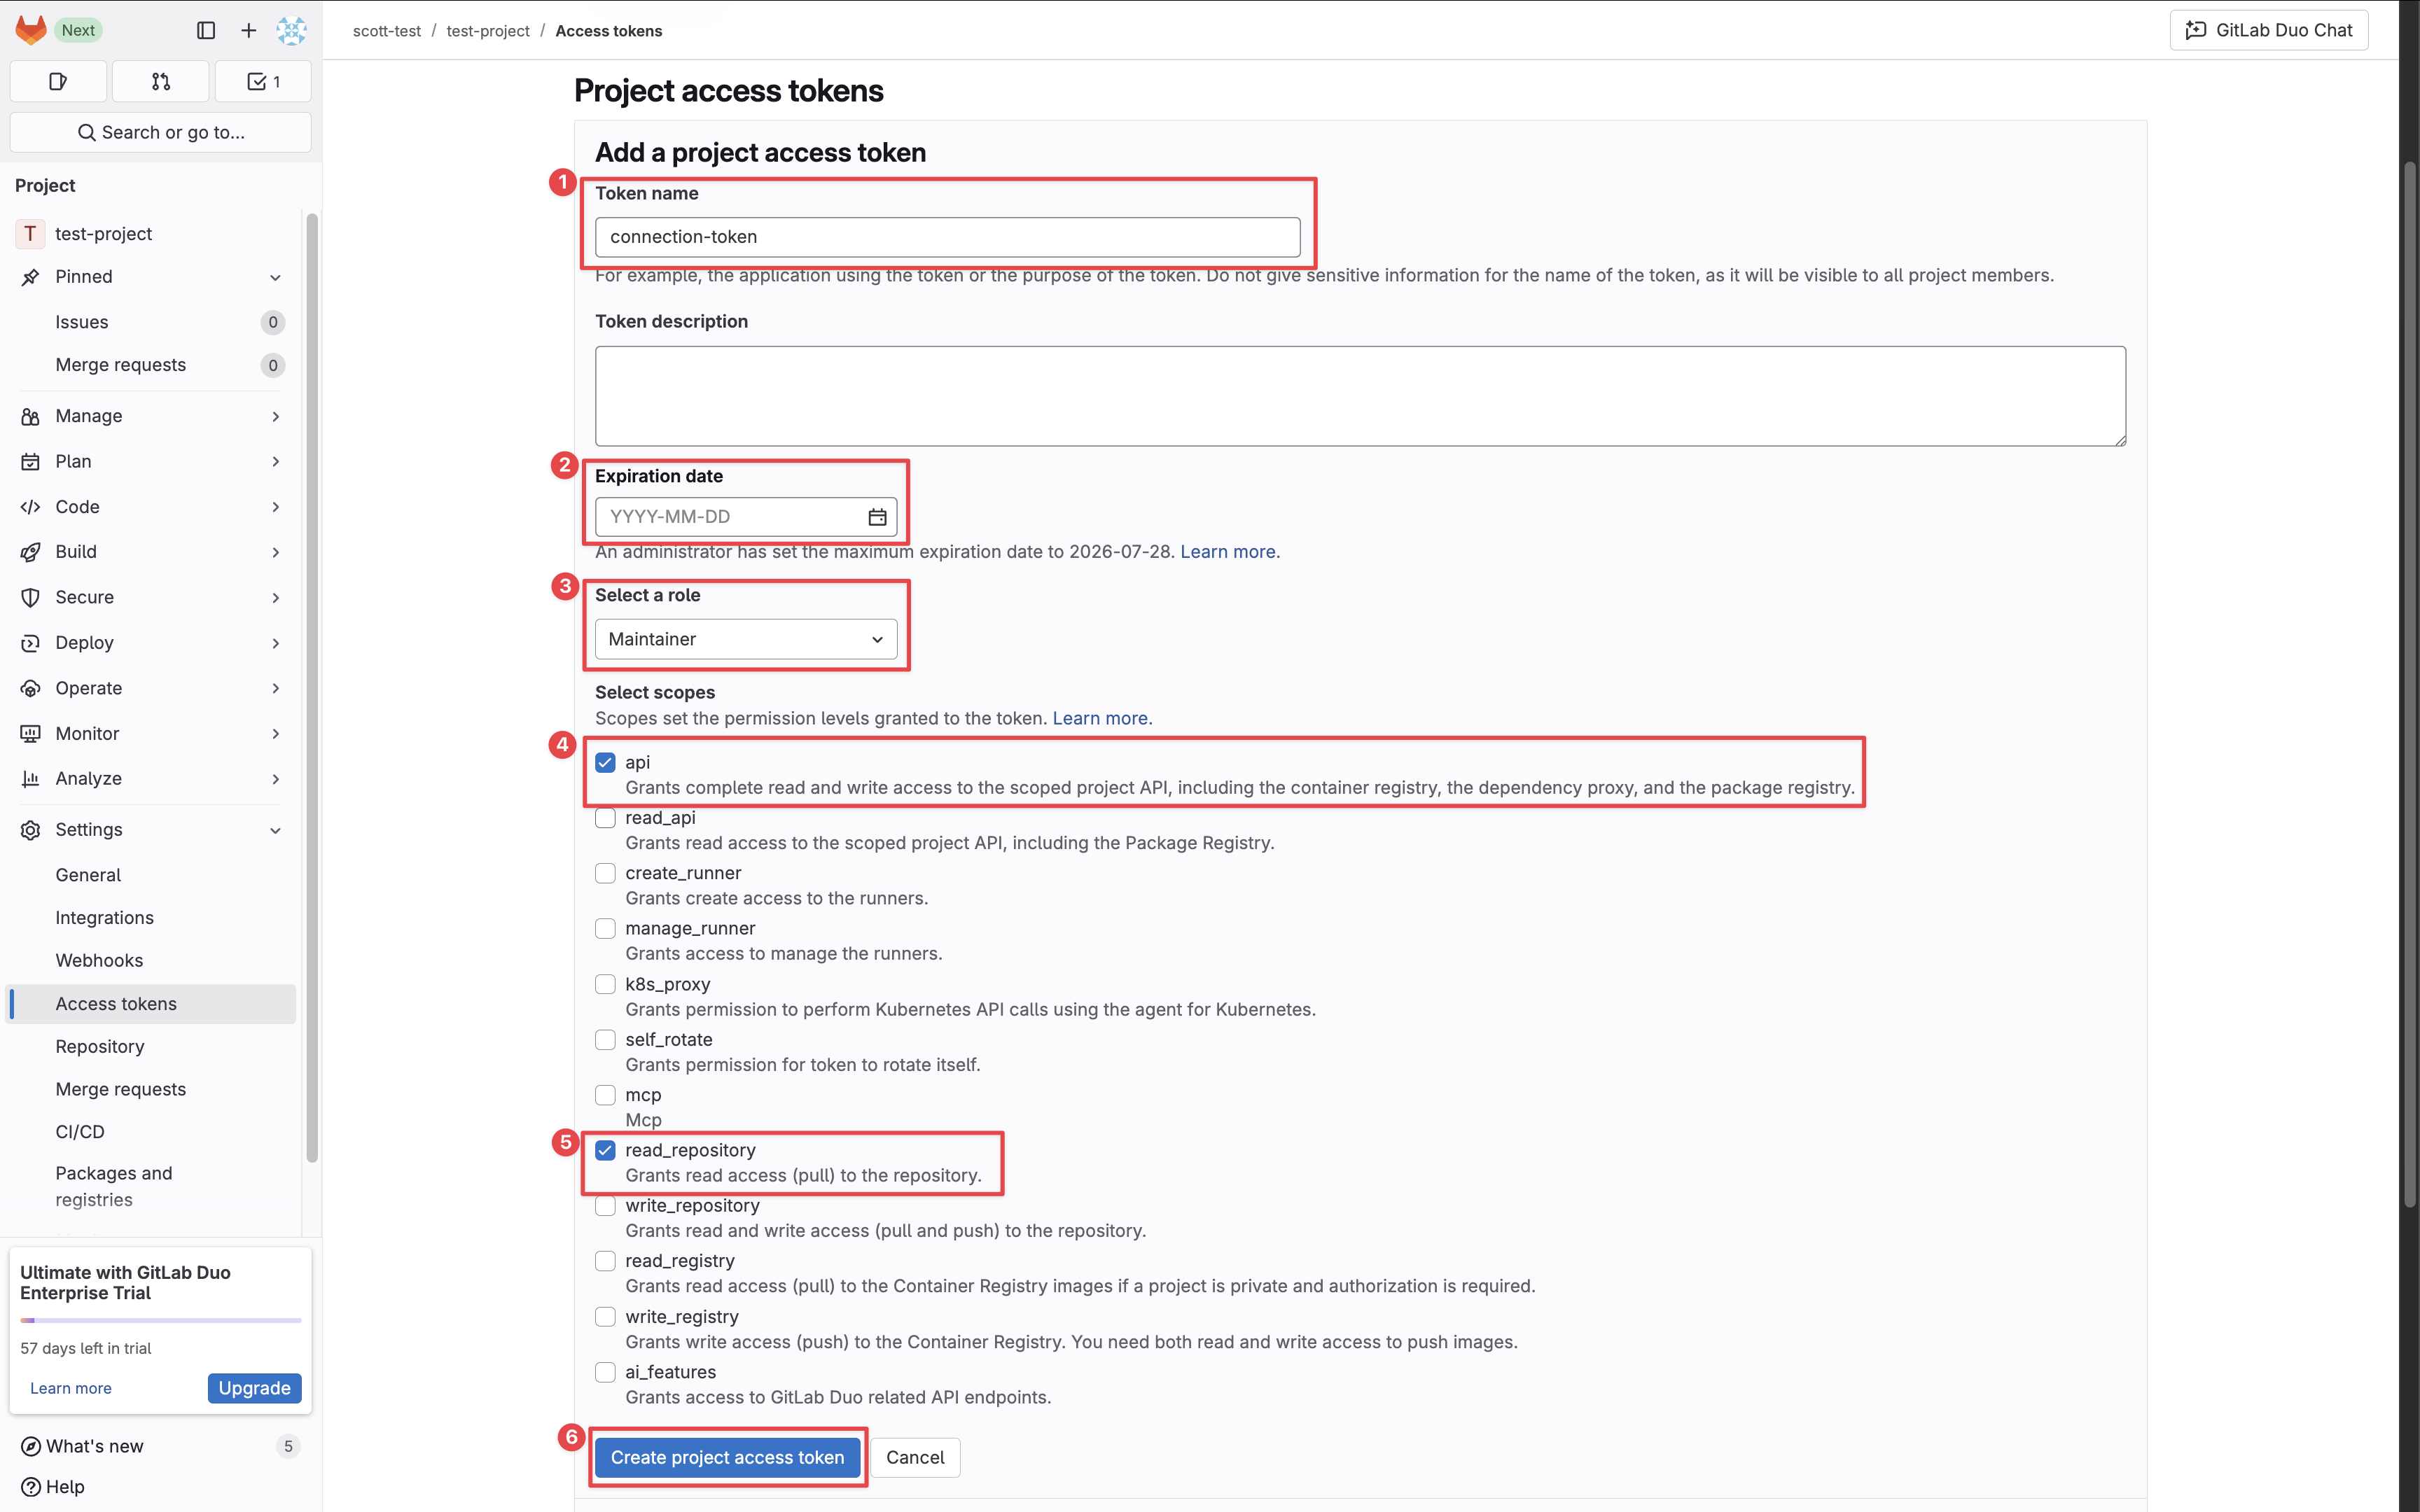 Next
1
Search or go to...
Project
T test-project
Pinned
Issues 0
Merge requests 0
Manage
Plan
Code
Build
Secure
Deploy
Operate
Monitor
Analyze
Settings
General
Integrations
Webhooks
Access tokens
Repository
Merge requests
CI/CD
Packages and
registries
Ultimate with GitLab Duo
Enterprise Trial
57 days left in trial
Learn more
Upgrade
What's new 5
Help
scott-test / test-project / Access tokens
GitLab Duo Chat
Project access tokens
Add a project access token
1
Token name
connection-token
For example, the application using the token or the purpose of the token. Do not give sensitive information for the name of the token, as it will be visible to all project members.
Token description
2
Expiration date
YYYY-MM-DD
An administrator has set the maximum expiration date to 2026-07-28. Learn more.
3
Select a role
Maintainer
Select scopes
Scopes set the permission levels granted to the token. Learn more.
4
api
Grants complete read and write access to the scoped project API, including the container registry, the dependency proxy, and the package registry.
read_api
Grants read access to the scoped project API, including the Package Registry.
create_runner
Grants create access to the runners.
manage_runner
Grants access to manage the runners.
k8s_proxy
Grants permission to perform Kubernetes API calls using the agent for Kubernetes.
self_rotate
Grants permission for token to rotate itself.
mcp
Mcp
5
read_repository
Grants read access (pull) to the repository.
write_repository
Grants read and write access (pull and push) to the repository.
read_registry
Grants read access (pull) to the Container Registry images if a project is private and authorization is required.
write_registry
Grants write access (push) to the Container Registry. You need both read and write access to push images.
ai_features
Grants access to GitLab Duo related API endpoints.
6
Create project access token
Cancel